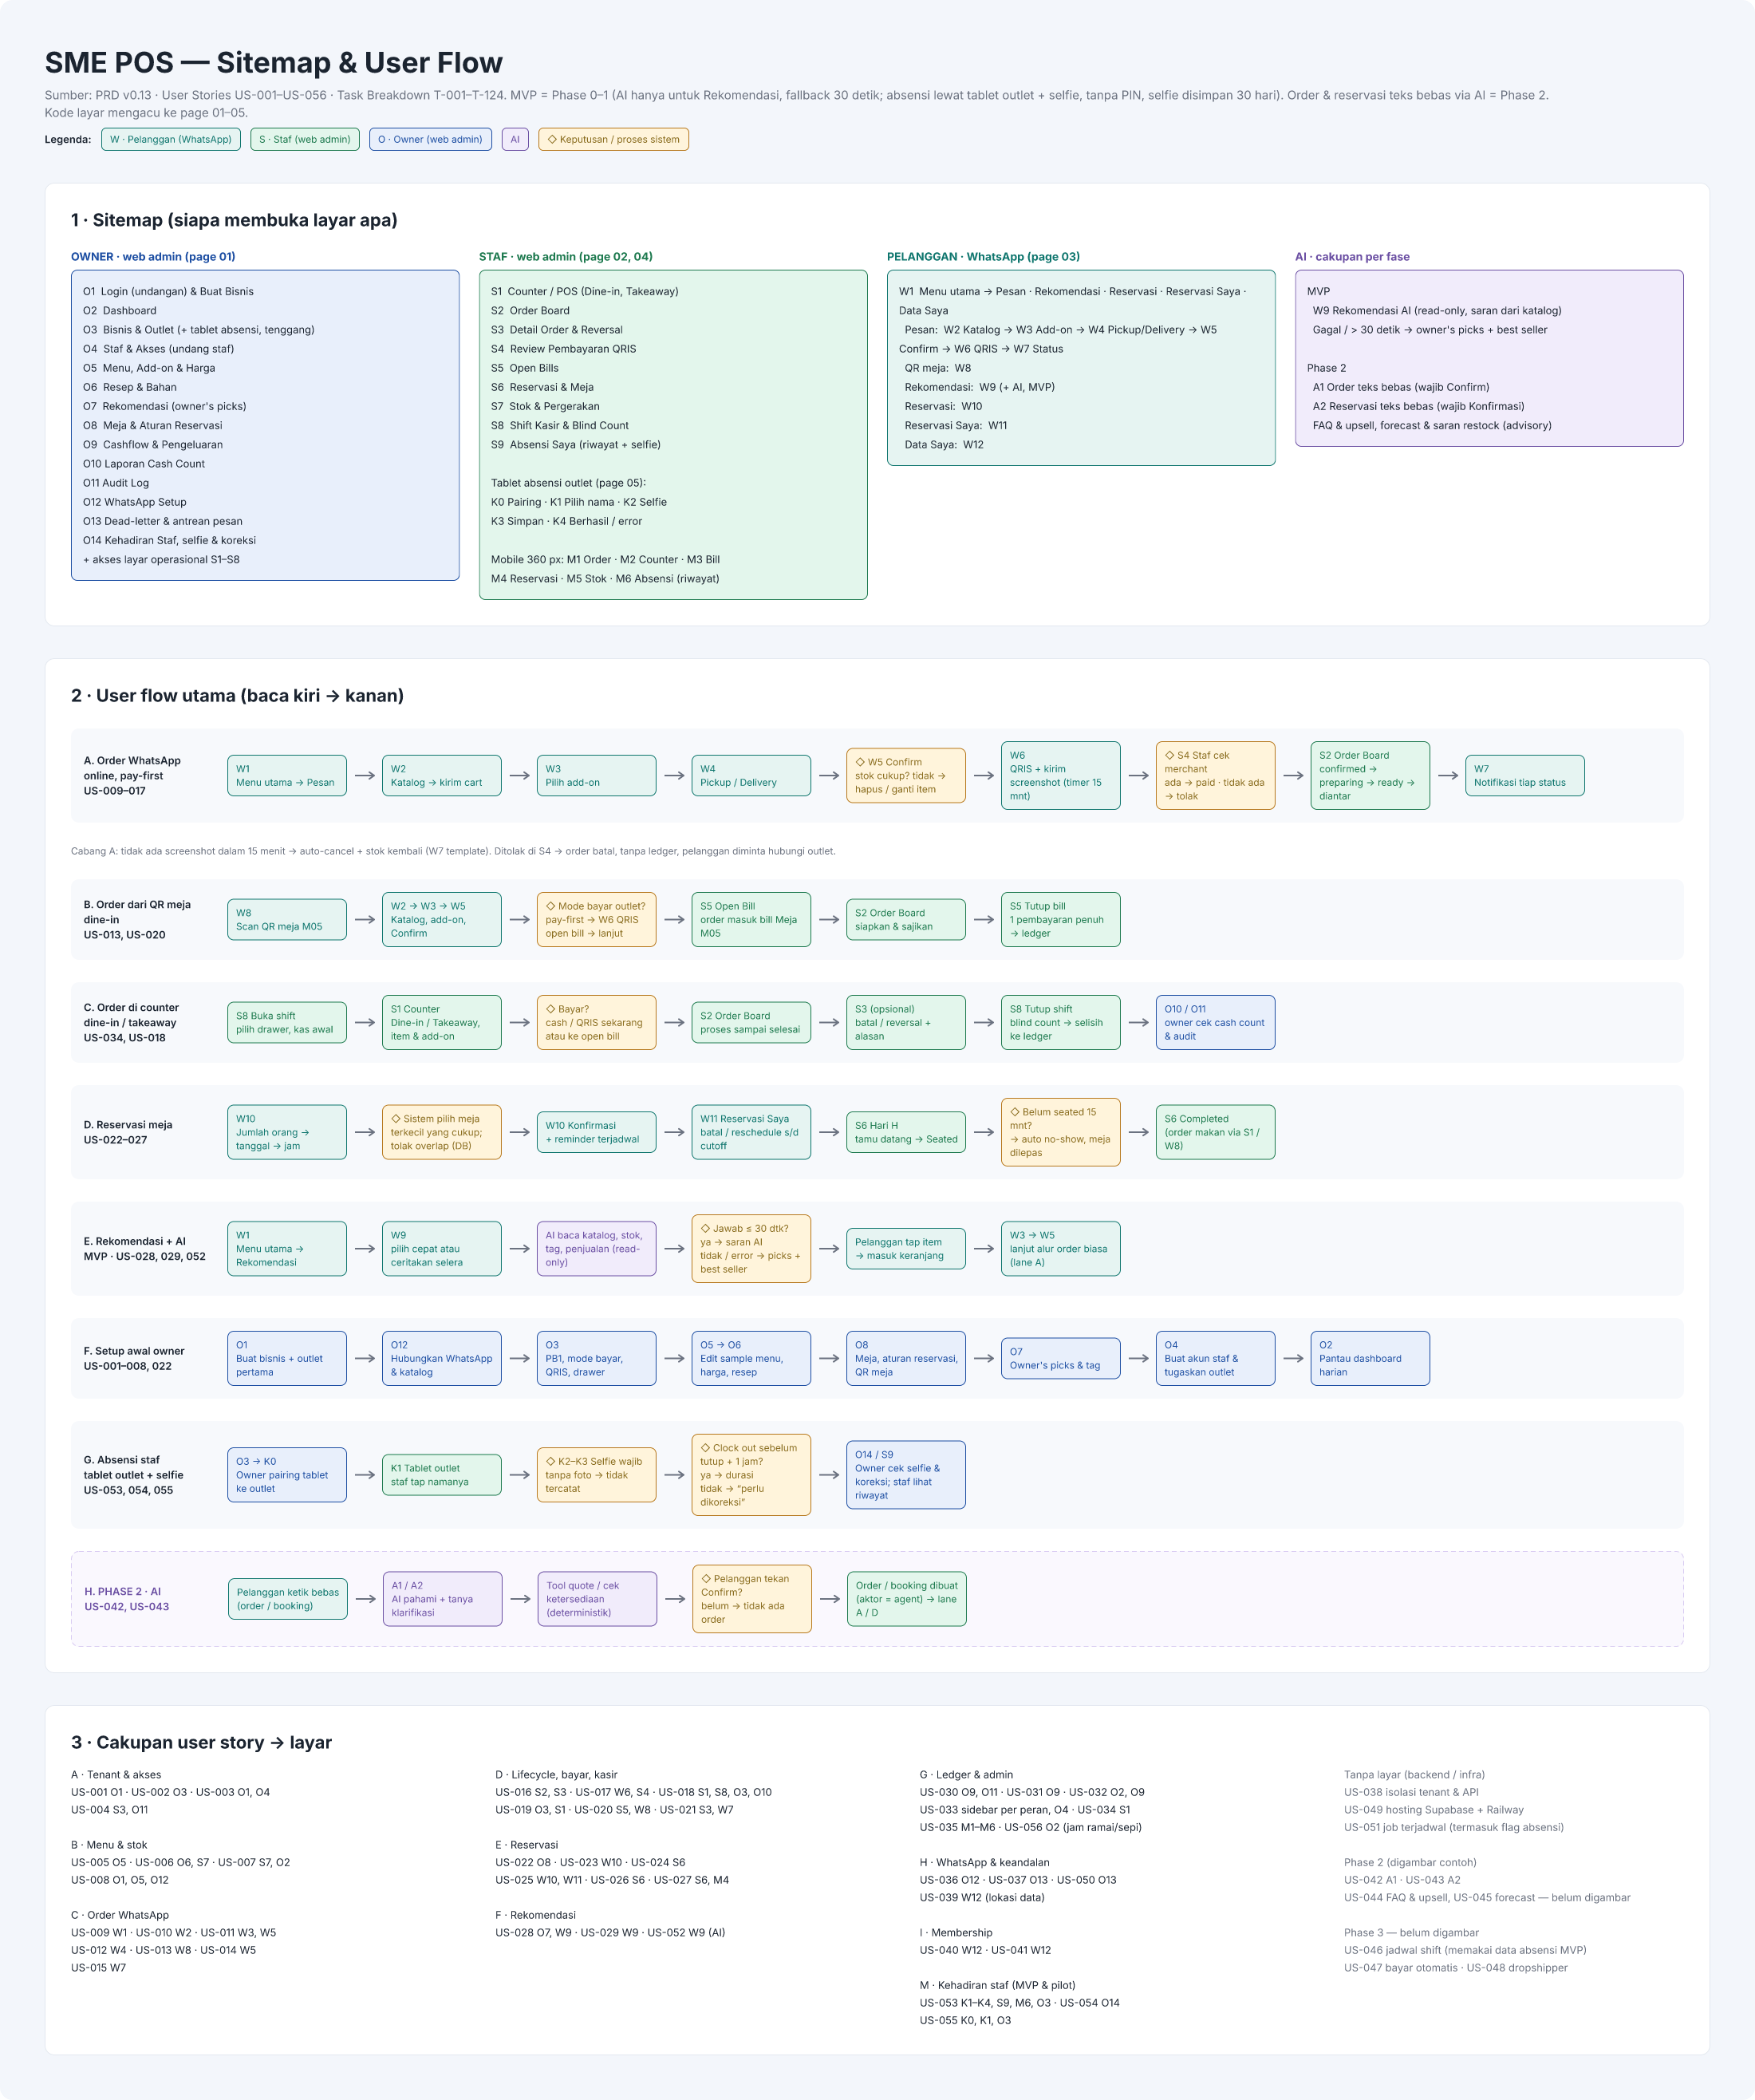 SME POS — Sitemap & User Flow
Sumber: PRD v0.13 · User Stories US-001–US-056 · Task Breakdown T-001–T-124. MVP = Phase 0–1 (AI hanya untuk Rekomendasi, fallback 30 detik; absensi lewat tablet outlet + selfie, tanpa PIN, selfie disimpan 30 hari). Order & reservasi teks bebas via AI = Phase 2.
Kode layar mengacu ke page 01–05.
Legenda:
W · Pelanggan (WhatsApp)
S · Staf (web admin)
O · Owner (web admin)
AI
◇ Keputusan / proses sistem
1 · Sitemap (siapa membuka layar apa)
OWNER · web admin (page 01)
O1 Login (undangan) & Buat Bisnis
O2 Dashboard
O3 Bisnis & Outlet (+ tablet absensi, tenggang)
O4 Staf & Akses (undang staf)
O5 Menu, Add-on & Harga
O6 Resep & Bahan
O7 Rekomendasi (owner's picks)
O8 Meja & Aturan Reservasi
O9 Cashflow & Pengeluaran
O10 Laporan Cash Count
O11 Audit Log
O12 WhatsApp Setup
O13 Dead-letter & antrean pesan
O14 Kehadiran Staf, selfie & koreksi
+ akses layar operasional S1–S8
STAF · web admin (page 02, 04)
S1 Counter / POS (Dine-in, Takeaway)
S2 Order Board
S3 Detail Order & Reversal
S4 Review Pembayaran QRIS
S5 Open Bills
S6 Reservasi & Meja
S7 Stok & Pergerakan
S8 Shift Kasir & Blind Count
S9 Absensi Saya (riwayat + selfie)
Tablet absensi outlet (page 05):
K0 Pairing · K1 Pilih nama · K2 Selfie
K3 Simpan · K4 Berhasil / error
Mobile 360 px: M1 Order · M2 Counter · M3 Bill
M4 Reservasi · M5 Stok · M6 Absensi (riwayat)
PELANGGAN · WhatsApp (page 03)
W1 Menu utama → Pesan · Rekomendasi · Reservasi · Reservasi Saya ·
Data Saya
Pesan: W2 Katalog → W3 Add-on → W4 Pickup/Delivery → W5
Confirm → W6 QRIS → W7 Status
QR meja: W8
Rekomendasi: W9 (+ AI, MVP)
Reservasi: W10
Reservasi Saya: W11
Data Saya: W12
AI · cakupan per fase
MVP
W9 Rekomendasi AI (read-only, saran dari katalog)
Gagal / > 30 detik → owner's picks + best seller
Phase 2
A1 Order teks bebas (wajib Confirm)
A2 Reservasi teks bebas (wajib Konfirmasi)
FAQ & upsell, forecast & saran restock (advisory)
2 · User flow utama (baca kiri → kanan)
A. Order WhatsApp
online, pay-first
US-009–017
W1
Menu utama → Pesan
W2
Katalog → kirim cart
W3
Pilih add-on
W4
Pickup / Delivery
◇ W5 Confirm
stok cukup? tidak →
hapus / ganti item
W6
QRIS + kirim
screenshot (timer 15
mnt)
◇ S4 Staf cek
merchant
ada → paid · tidak ada
→ tolak
S2 Order Board
confirmed →
preparing → ready →
diantar
W7
Notifikasi tiap status
Cabang A: tidak ada screenshot dalam 15 menit → auto-cancel + stok kembali (W7 template). Ditolak di S4 → order batal, tanpa ledger, pelanggan diminta hubungi outlet.
B. Order dari QR meja
dine-in
US-013, US-020
W8
Scan QR meja M05
W2 → W3 → W5
Katalog, add-on,
Confirm
◇ Mode bayar outlet?
pay-first → W6 QRIS
open bill → lanjut
S5 Open Bill
order masuk bill Meja
M05
S2 Order Board
siapkan & sajikan
S5 Tutup bill
1 pembayaran penuh
→ ledger
C. Order di counter
dine-in / takeaway
US-034, US-018
S8 Buka shift
pilih drawer, kas awal
S1 Counter
Dine-in / Takeaway,
item & add-on
◇ Bayar?
cash / QRIS sekarang
atau ke open bill
S2 Order Board
proses sampai selesai
S3 (opsional)
batal / reversal +
alasan
S8 Tutup shift
blind count → selisih
ke ledger
O10 / O11
owner cek cash count
& audit
D. Reservasi meja
US-022–027
W10
Jumlah orang →
tanggal → jam
◇ Sistem pilih meja
terkecil yang cukup;
tolak overlap (DB)
W10 Konfirmasi
+ reminder terjadwal
W11 Reservasi Saya
batal / reschedule s/d
cutoff
S6 Hari H
tamu datang → Seated
◇ Belum seated 15
mnt?
→ auto no-show, meja
dilepas
S6 Completed
(order makan via S1 /
W8)
E. Rekomendasi + AI
MVP · US-028, 029, 052
W1
Menu utama →
Rekomendasi
W9
pilih cepat atau
ceritakan selera
AI baca katalog, stok,
tag, penjualan (read-
only)
◇ Jawab ≤ 30 dtk?
ya → saran AI
tidak / error → picks +
best seller
Pelanggan tap item
→ masuk keranjang
W3 → W5
lanjut alur order biasa
(lane A)
F. Setup awal owner
US-001–008, 022
O1
Buat bisnis + outlet
pertama
O12
Hubungkan WhatsApp
& katalog
O3
PB1, mode bayar,
QRIS, drawer
O5 → O6
Edit sample menu,
harga, resep
O8
Meja, aturan reservasi,
QR meja
O7
Owner's picks & tag
O4
Buat akun staf &
tugaskan outlet
O2
Pantau dashboard
harian
G. Absensi staf
tablet outlet + selfie
US-053, 054, 055
O3 → K0
Owner pairing tablet
ke outlet
K1 Tablet outlet
staf tap namanya
◇ K2–K3 Selfie wajib
tanpa foto → tidak
tercatat
◇ Clock out sebelum
tutup + 1 jam?
ya → durasi
tidak → “perlu
dikoreksi”
O14 / S9
Owner cek selfie &
koreksi; staf lihat
riwayat
H. PHASE 2 · AI
US-042, US-043
Pelanggan ketik bebas
(order / booking)
A1 / A2
AI pahami + tanya
klarifikasi
Tool quote / cek
ketersediaan
(deterministik)
◇ Pelanggan tekan
Confirm?
belum → tidak ada
order
Order / booking dibuat
(aktor = agent) → lane
A / D
3 · Cakupan user story → layar
A · Tenant & akses
US-001 O1 · US-002 O3 · US-003 O1, O4
US-004 S3, O11
B · Menu & stok
US-005 O5 · US-006 O6, S7 · US-007 S7, O2
US-008 O1, O5, O12
C · Order WhatsApp
US-009 W1 · US-010 W2 · US-011 W3, W5
US-012 W4 · US-013 W8 · US-014 W5
US-015 W7
D · Lifecycle, bayar, kasir
US-016 S2, S3 · US-017 W6, S4 · US-018 S1, S8, O3, O10
US-019 O3, S1 · US-020 S5, W8 · US-021 S3, W7
E · Reservasi
US-022 O8 · US-023 W10 · US-024 S6
US-025 W10, W11 · US-026 S6 · US-027 S6, M4
F · Rekomendasi
US-028 O7, W9 · US-029 W9 · US-052 W9 (AI)
G · Ledger & admin
US-030 O9, O11 · US-031 O9 · US-032 O2, O9
US-033 sidebar per peran, O4 · US-034 S1
US-035 M1–M6 · US-056 O2 (jam ramai/sepi)
H · WhatsApp & keandalan
US-036 O12 · US-037 O13 · US-050 O13
US-039 W12 (lokasi data)
I · Membership
US-040 W12 · US-041 W12
M · Kehadiran staf (MVP & pilot)
US-053 K1–K4, S9, M6, O3 · US-054 O14
US-055 K0, K1, O3
Tanpa layar (backend / infra)
US-038 isolasi tenant & API
US-049 hosting Supabase + Railway
US-051 job terjadwal (termasuk flag absensi)
Phase 2 (digambar contoh)
US-042 A1 · US-043 A2
US-044 FAQ & upsell, US-045 forecast — belum digambar
Phase 3 — belum digambar
US-046 jadwal shift (memakai data absensi MVP)
US-047 bayar otomatis · US-048 dropshipper